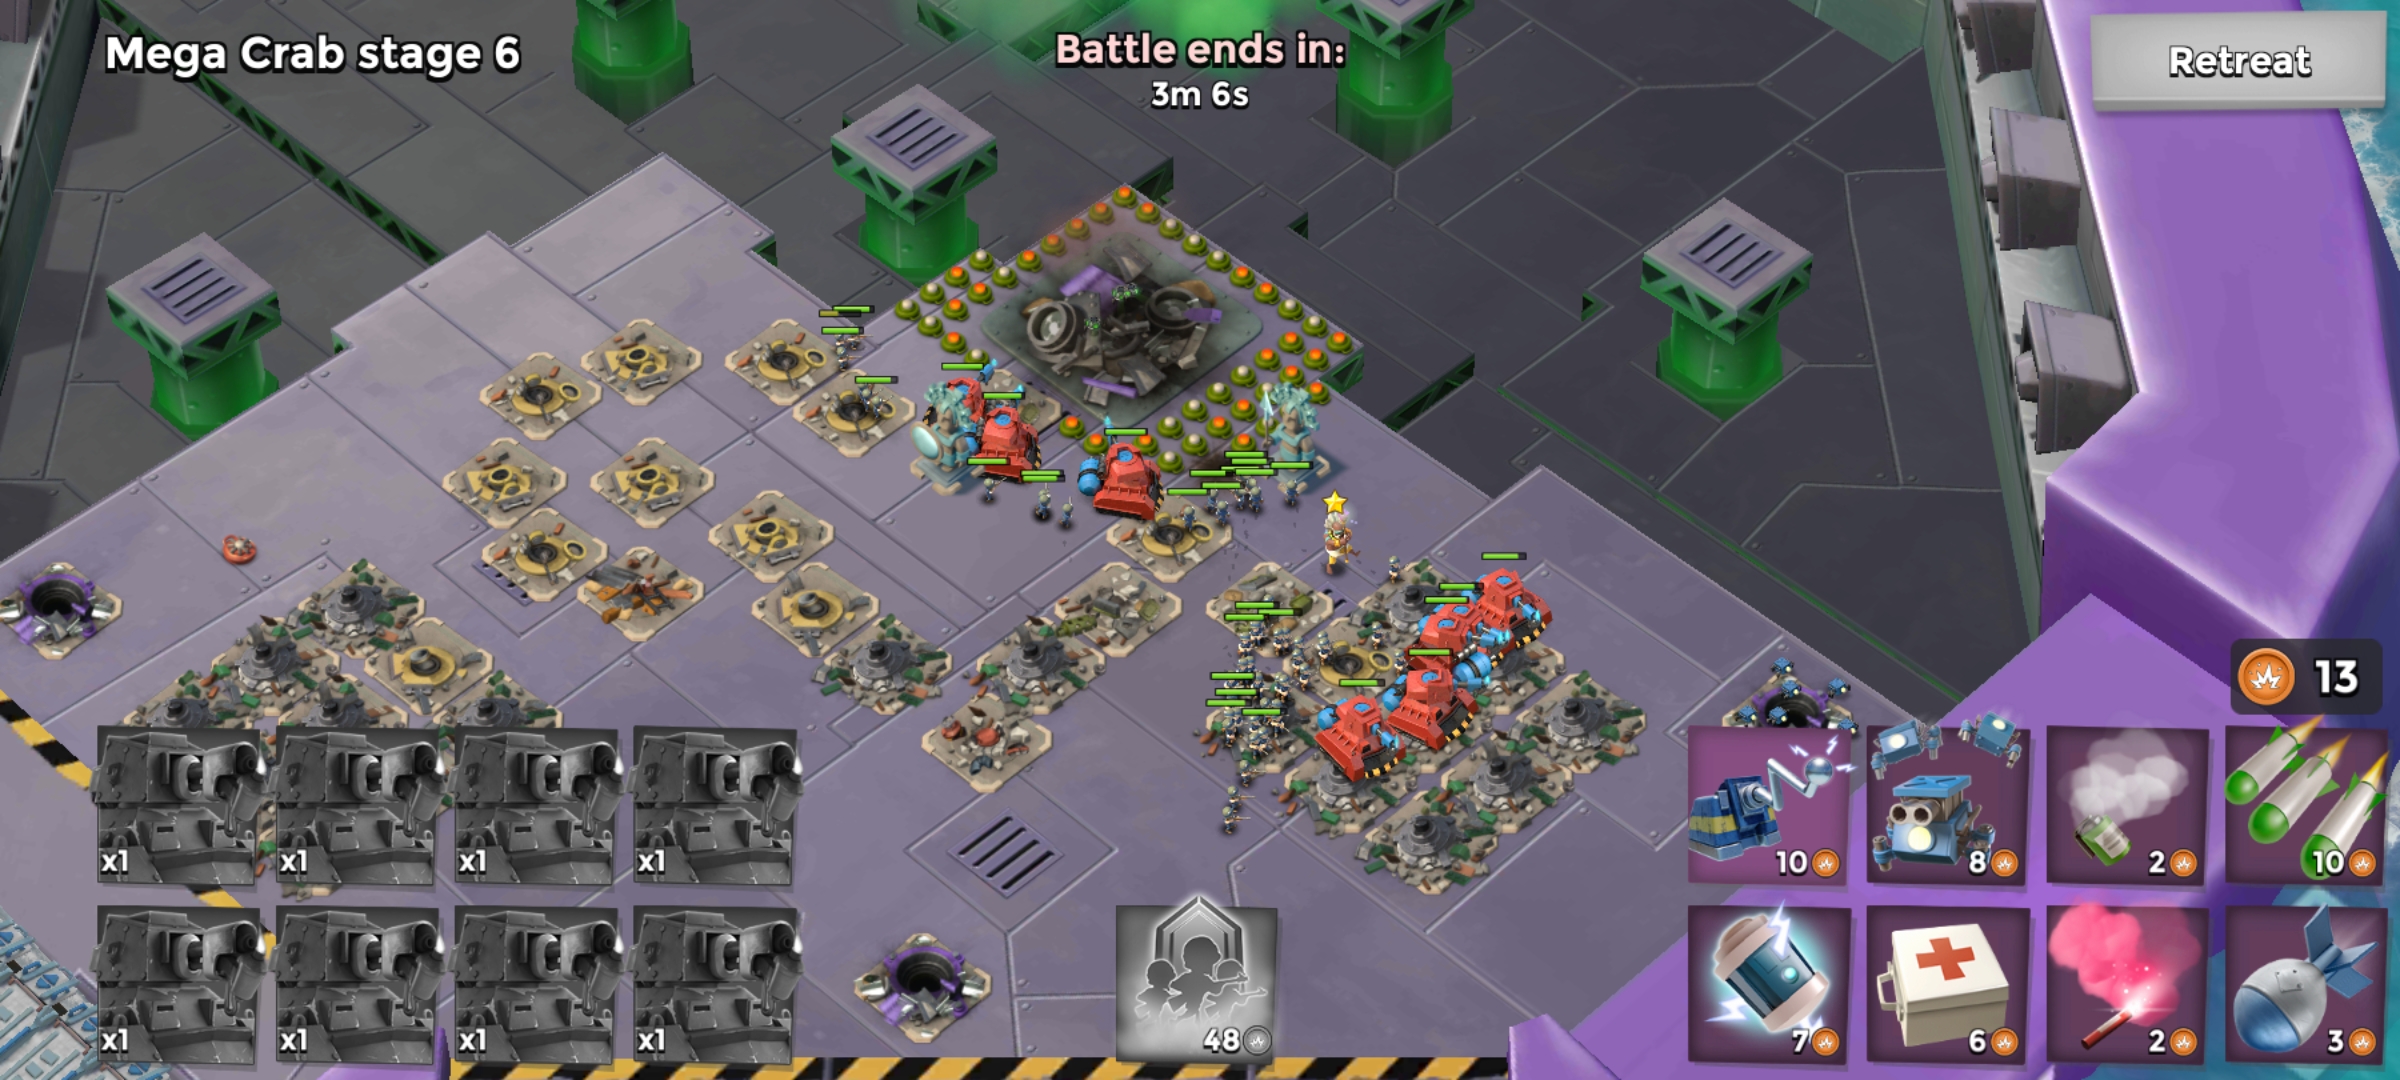 Mega Crab stage 6
Battle ends in:
3m 6s
Retreat
13
x1
x1
x1
x1
10
8
2
10
x1
x1
x1
x1
48
7
6
2
3